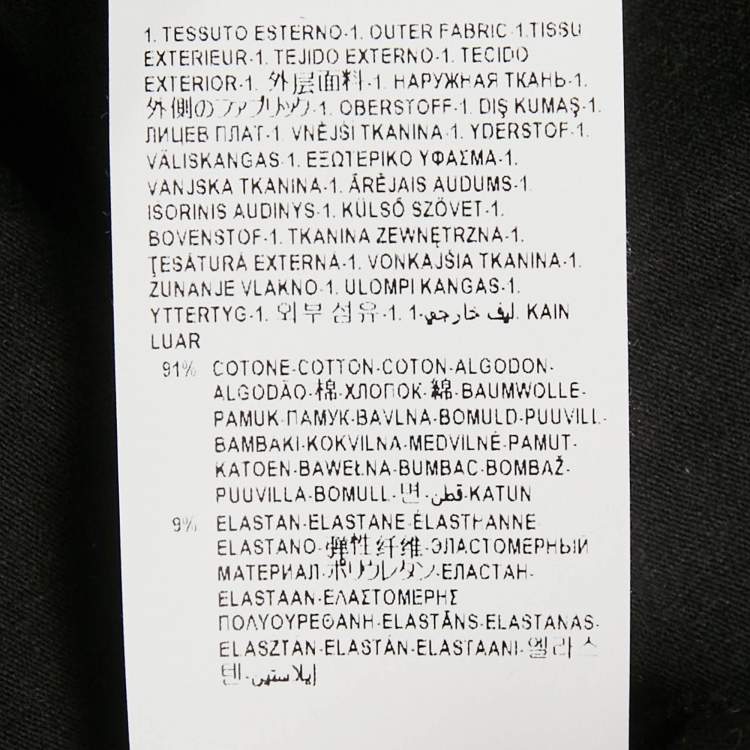 1. TESSUTO ESTERNO-1. OUTER FABRIC-1.TISSU
EXTERIEUR-1. TEJIDO EXTERNO-1. TECIDO
EXTERIOR-1. 外层面料-1. НАРУЖНАЯ ТКАНЬ-1.
外側のファブリック-1. OBERSTOFF-1. DIŞ KUMAŞ-1.
ЛИЦЕВ ПЛАТ-1. VNĚJŠÍ TKANINA-1. YDERSTOF-1.
VÄLISKANGAS-1. ΕΞΩΤΕΡΙΚΟ ΥΦΑΣΜΑ-1.
VANJSKA TKANINA-1. ĀRĒJAIS AUDUMS-1.
ISORINIS AUDINYS-1. KÜLSŐ SZÖVET-1.
BOVENSTOF-1. TKANINA ZEWNĘTRZNA-1.
ŢESĂTURĂ EXTERNĂ-1. VONKAJŠIA TKANINA-1.
ZUNANJE VLAKNO-1. ULOMPI KANGAS-1.
YTTERTYG-1. 외부 섬유-1. 1-ليف خارجي. KAIN
LUAR
91% COTONE-COTTON-COTON-ALGODON-
ALGODÃO-棉-ХЛОПОК-綿-BAUMWOLLE-
PAMUK-ПАМУК-BAVLNA-BOMULD-PUUVILL-
BAMBAKI-KOKVILNA-MEDVILNĖ-PAMUT-
KATOEN-BAWEŁNA-BUMBAC-BOMBAŽ-
PUUVILLA-BOMULL-면-قطن-KATUN
9% ELASTAN-ELASTANE-ÉLASTHANNE-
ELASTANO-弹性纤维-ЭЛАСТОМЕРНЫЙ
МАТЕРИАЛ-ポリウレタン-ЕЛАСТАН-
ELASTAAN-ΕΛΑΣΤΟΜΕΡΗΣ
ΠΟΛΥΟΥΡΕΘΑΝΗ-ELASTĀNS-ELASTANAS-
ELASZTÁN-ELASTÁN-ELASTAANI-엘라스
텐-إيلاستين